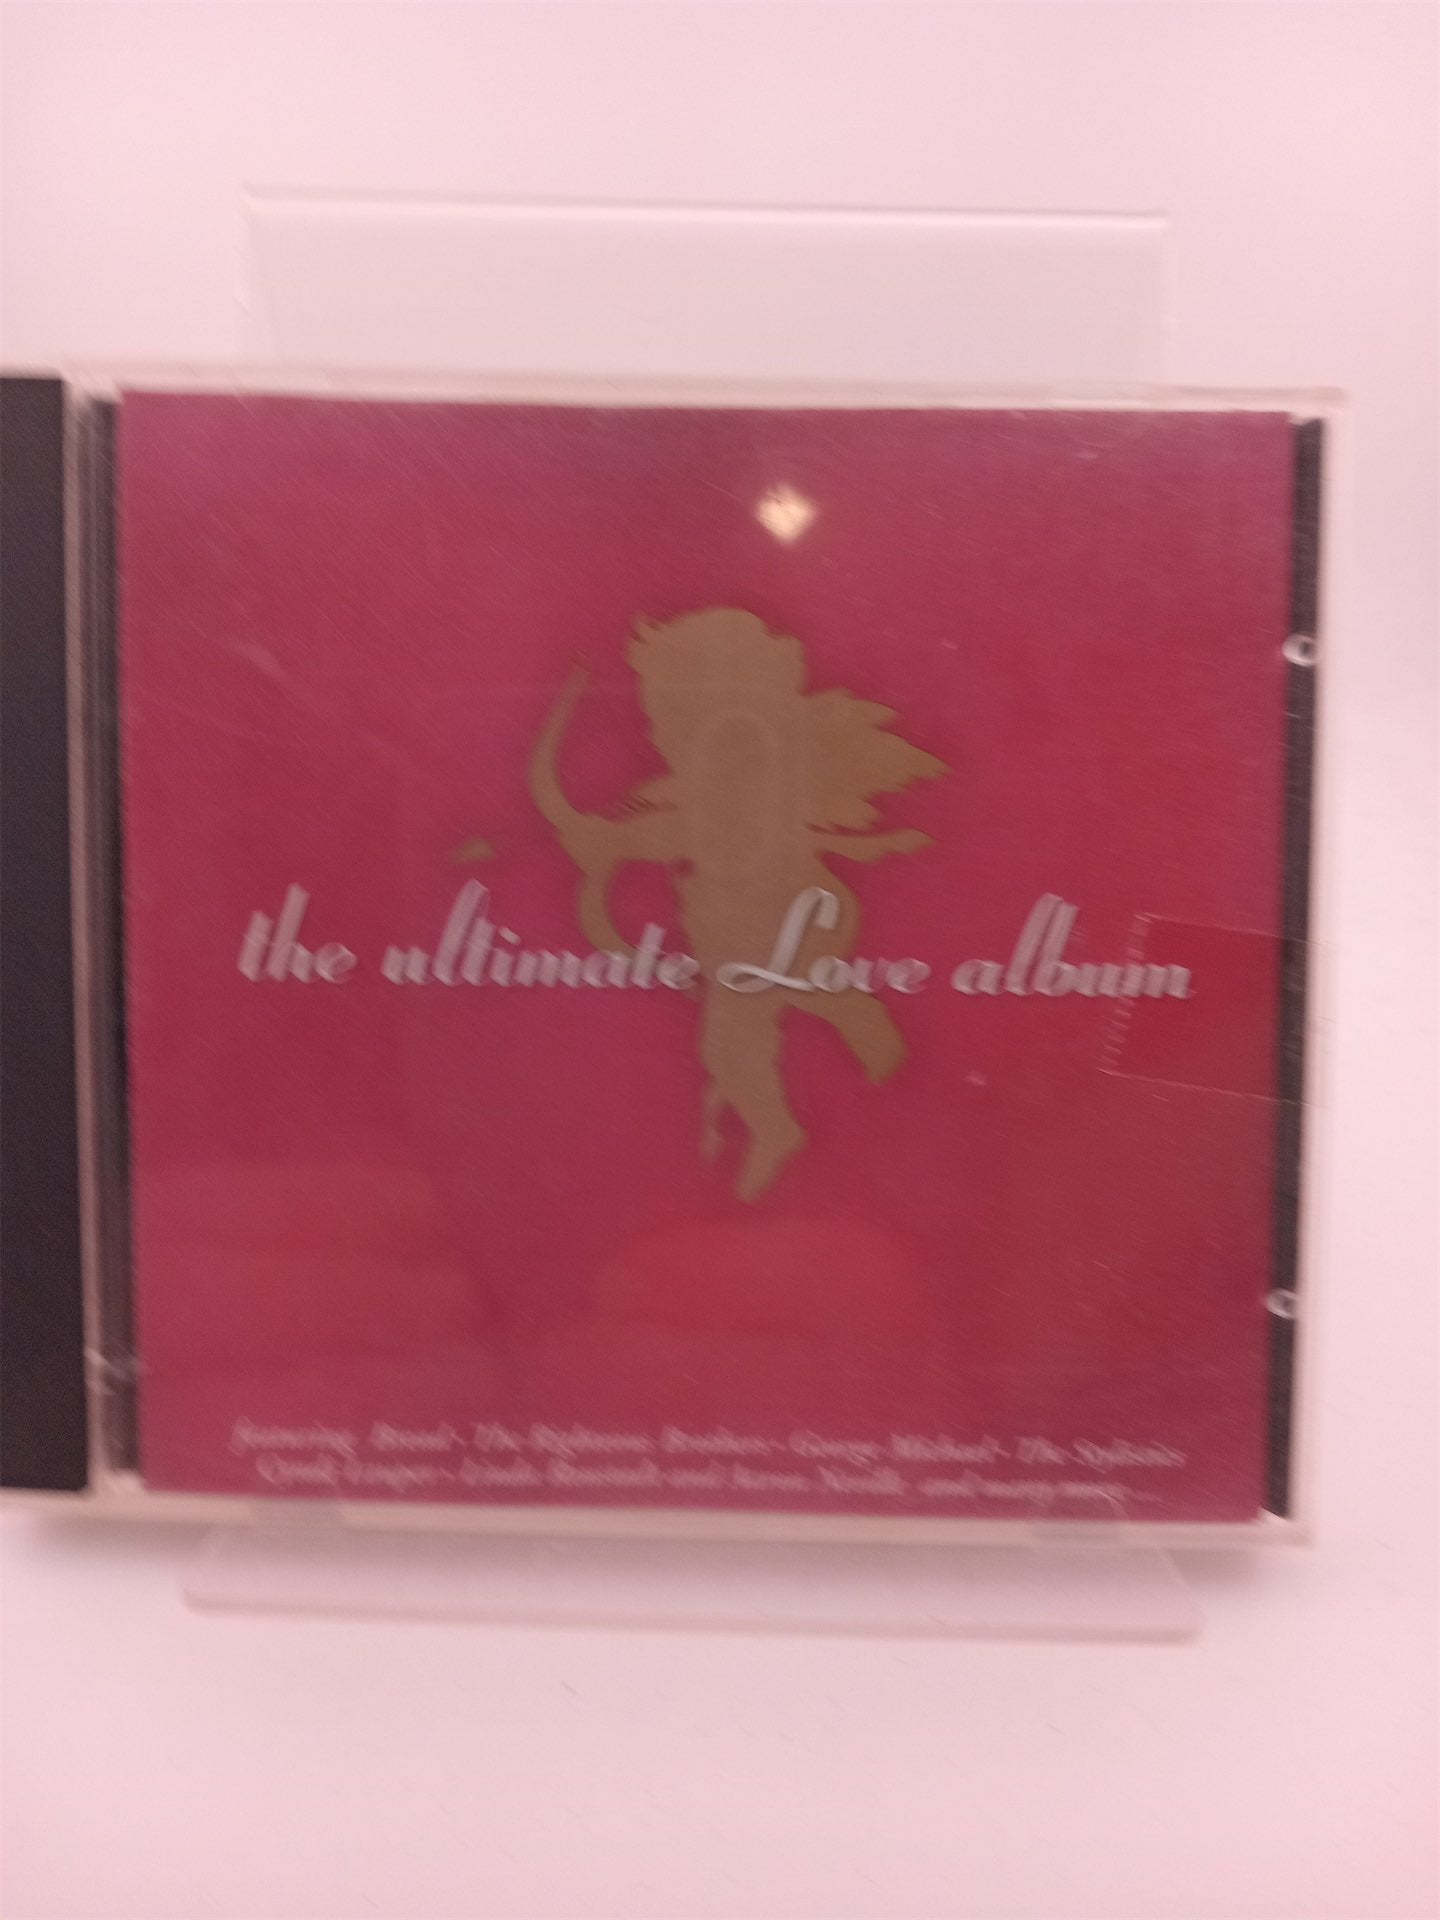 the ultimate Love album
featuring Bread • The Righteous Brothers • George Michael • The Stylistics
Cyndi Lauper • Linda Ronstadt and Aaron Neville and many more...